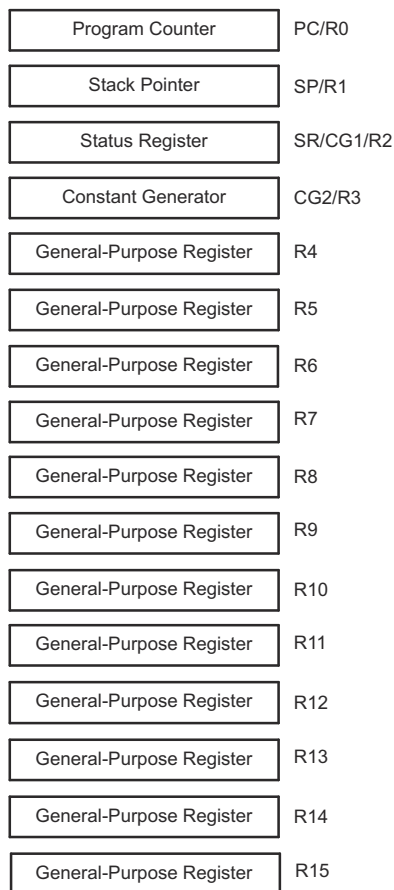 Program Counter PC/R0
Stack Pointer SP/R1
Status Register SR/CG1/R2
Constant Generator CG2/R3
General-Purpose Register R4
General-Purpose Register R5
General-Purpose Register R6
General-Purpose Register R7
General-Purpose Register R8
General-Purpose Register R9
General-Purpose Register R10
General-Purpose Register R11
General-Purpose Register R12
General-Purpose Register R13
General-Purpose Register R14
General-Purpose Register R15